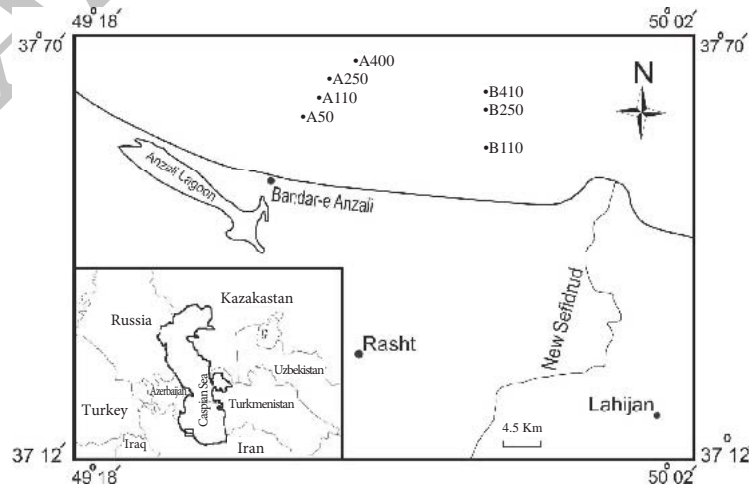 49° 18′
50° 02′
37° 70′
37° 70′
A400
A250
A110
A50
B410
B250
B110
N
Anzali Lagoon
Bandar-e Anzali
New Sefidrud
Rasht
Lahijan
4.5 Km
Kazakastan
Russia
Uzbekistan
Azerbaijan
Caspian Sea
Turkmenistan
Turkey
Iraq
Iran
37° 12′
37° 12′
49° 18′
50° 02′